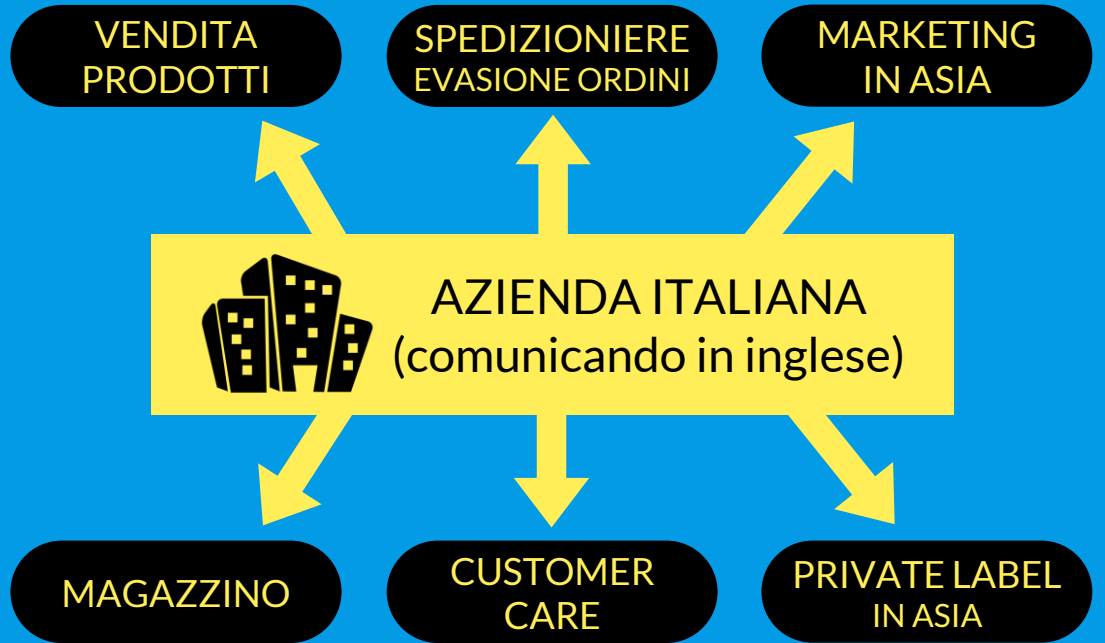 VENDITA
PRODOTTI
SPEDIZIONIERE
EVASIONE ORDINI
MARKETING
IN ASIA
AZIENDA ITALIANA
(comunicando in inglese)
MAGAZZINO
CUSTOMER
CARE
PRIVATE LABEL
IN ASIA